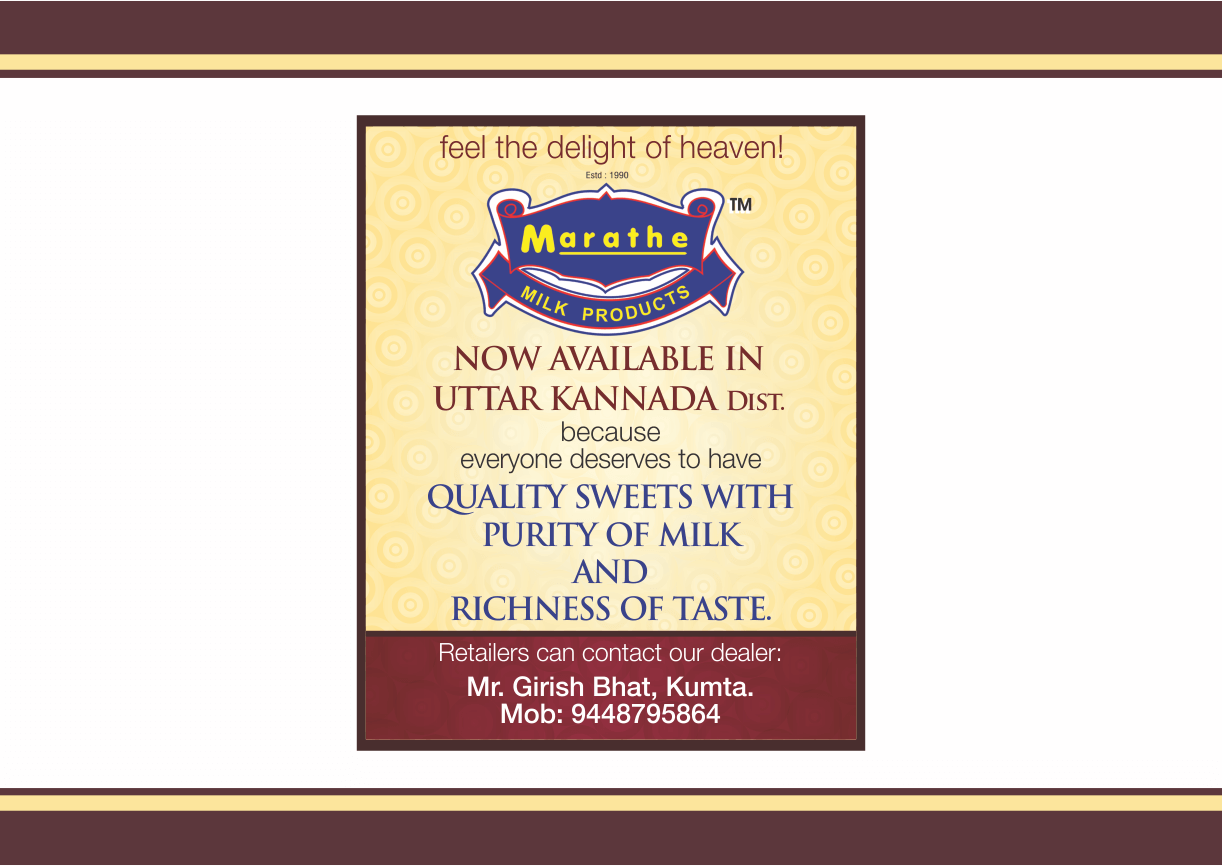 feel the delight of heaven!
Estd : 1990
Marathe
TM
MILK PRODUCTS
NOW AVAILABLE IN
UTTAR KANNADA DIST.
because
everyone deserves to have
QUALITY SWEETS WITH
PURITY OF MILK
AND
RICHNESS OF TASTE.
Retailers can contact our dealer:
Mr. Girish Bhat, Kumta.
Mob: 9448795864